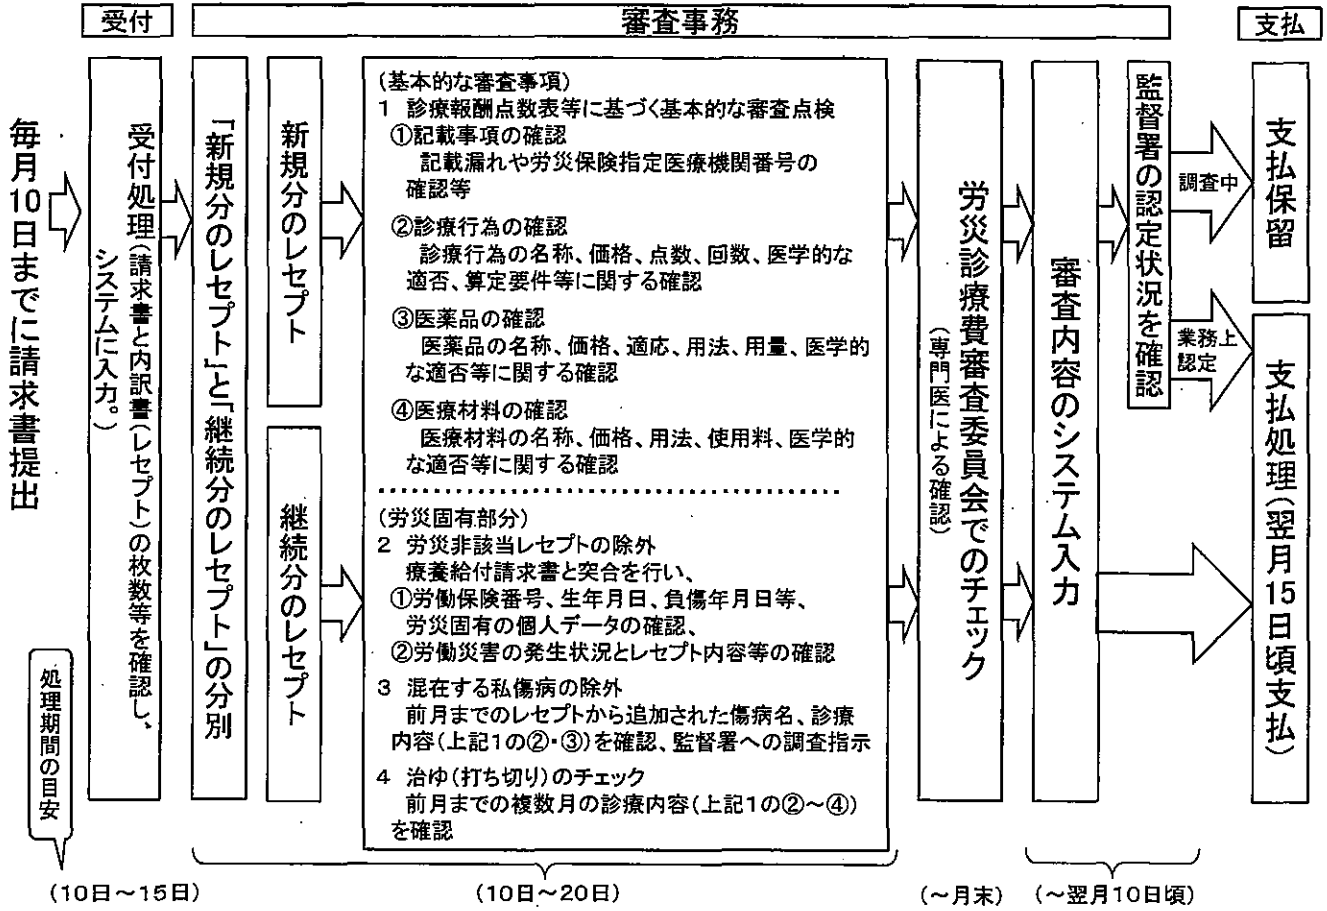 受付
審査事務
支払
毎月10日までに請求書提出
受付処理(請求書と内訳書(レセプト)の枚数等を確認し、
システムに入力。)
「新規分のレセプト」と「継続分のレセプト」の分別
新規分のレセプト
継続分のレセプト
(基本的な審査事項)
1 診療報酬点数表等に基づく基本的な審査点検
①記載事項の確認
記載漏れや労災保険指定医療機関番号の
確認等
②診療行為の確認
診療行為の名称、価格、点数、回数、医学的な
適否、算定要件等に関する確認
③医薬品の確認
医薬品の名称、価格、適応、用法、用量、医学的
な適否等に関する確認
④医療材料の確認
医療材料の名称、価格、用法、使用料、医学的
な適否等に関する確認
(労災固有部分)
2 労災非該当レセプトの除外
療養給付請求書と突合を行い、
①労働保険番号、生年月日、負傷年月日等、
労災固有の個人データの確認、
②労働災害の発生状況とレセプト内容等の確認
3 混在する私傷病の除外
前月までのレセプトから追加された傷病名、診療
内容(上記1の②・③)を確認、監督署への調査指示
4 治ゆ(打ち切り)のチェック
前月までの複数月の診療内容(上記1の②~④)
を確認
労災診療費審査委員会でのチェック
(専門医による確認)
審査内容のシステム入力
監督署の認定状況を確認
調査中
業務上
認定
支払保留
支払処理(翌月15日頃支払)
処理期間の目安
(10日~15日)
(10日~20日)
(~月末)
(~翌月10日頃)